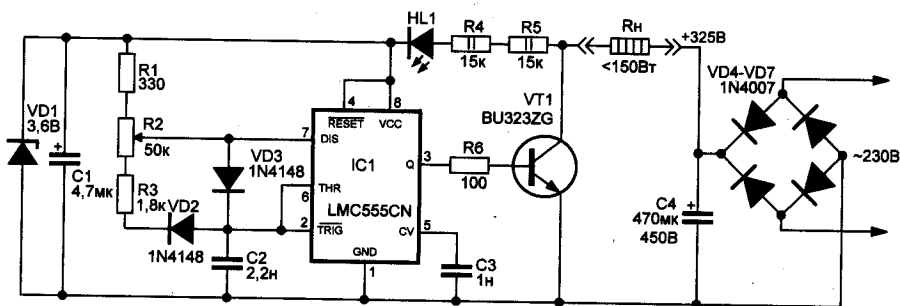 HL1
R4
15к
R5
15к
Rн
<150Вт
+325В
VD4-VD7
1N4007
R1
330
VD1
3,6В
R2
50к
C1
4,7мк
R3
1,8к
VD3
1N4148
VD2
1N4148
C2
2,2н
4
8
RESET
VCC
7
DIS
IC1
THR
6
LMC555CN
2
TRIG
Q
3
CV
5
GND
1
R6
100
VT1
BU323ZG
C3
1н
C4
470мк
450В
~230В